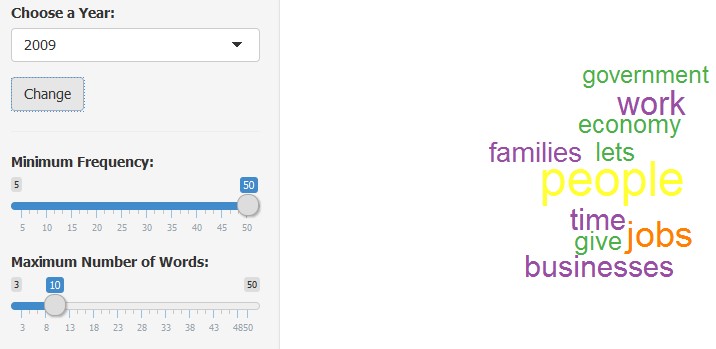 Choose a Year:
2009
Change
Minimum Frequency:
5 50
5 10 15 20 25 30 35 40 45 50
Maximum Number of Words:
3 10 50
3 8 13 18 23 28 33 38 43 4850
government
work
economy
families lets
people
time
give jobs
businesses